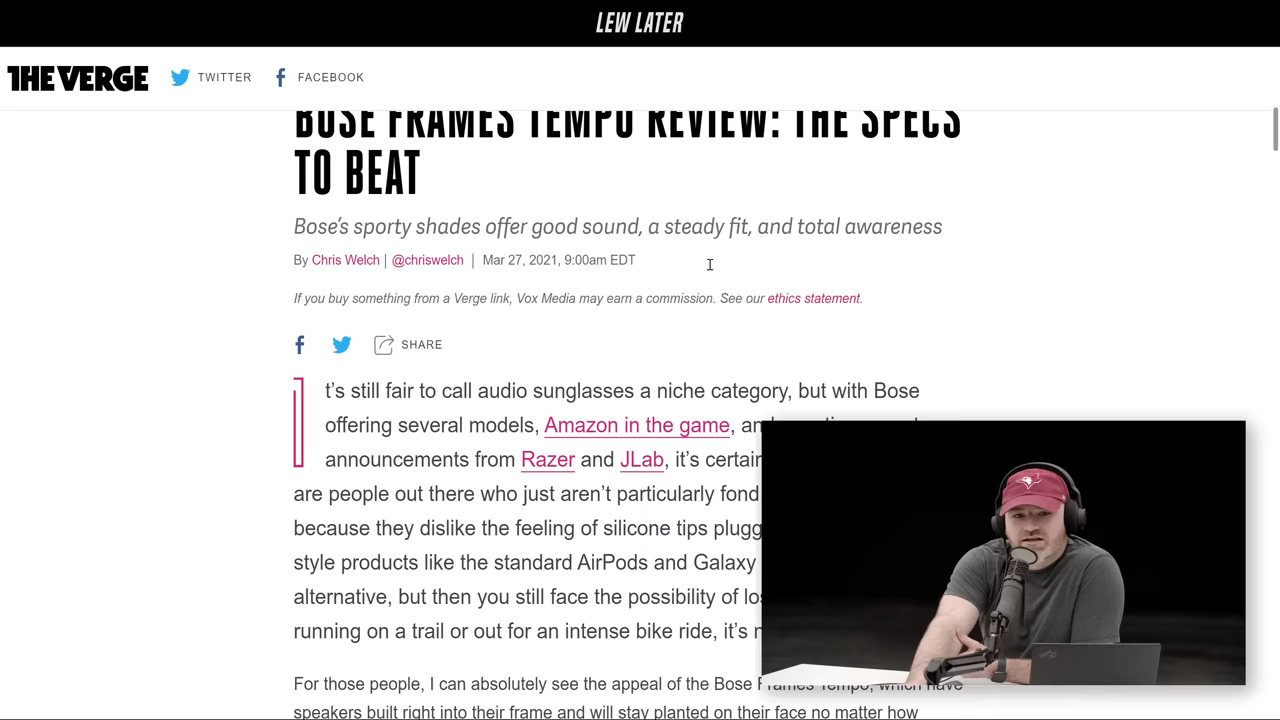 LEW LATER
THE VERGE TWITTER FACEBOOK
BOSE FRAMES TEMPO REVIEW: THE SPECS
TO BEAT
Bose’s sporty shades offer good sound, a steady fit, and total awareness
By Chris Welch | @chriswelch | Mar 27, 2021, 9:00am EDT
If you buy something from a Verge link, Vox Media may earn a commission. See our ethics statement.
SHARE
It’s still fair to call audio sunglasses a niche category, but with Bose
offering several models, Amazon in the game, and
announcements from Razer and JLab, it’s
are people out there who just aren’t particularly fond
because they dislike the feeling of silicone tips
style products like the standard AirPods and Galaxy
alternative, but then you still face the possibility of
running on a trail or out for an intense bike ride, it’s
For those people, I can absolutely see the appeal of the Bose Frames Tempo, which have
speakers built right into their frame and will stay planted on their face no matter how